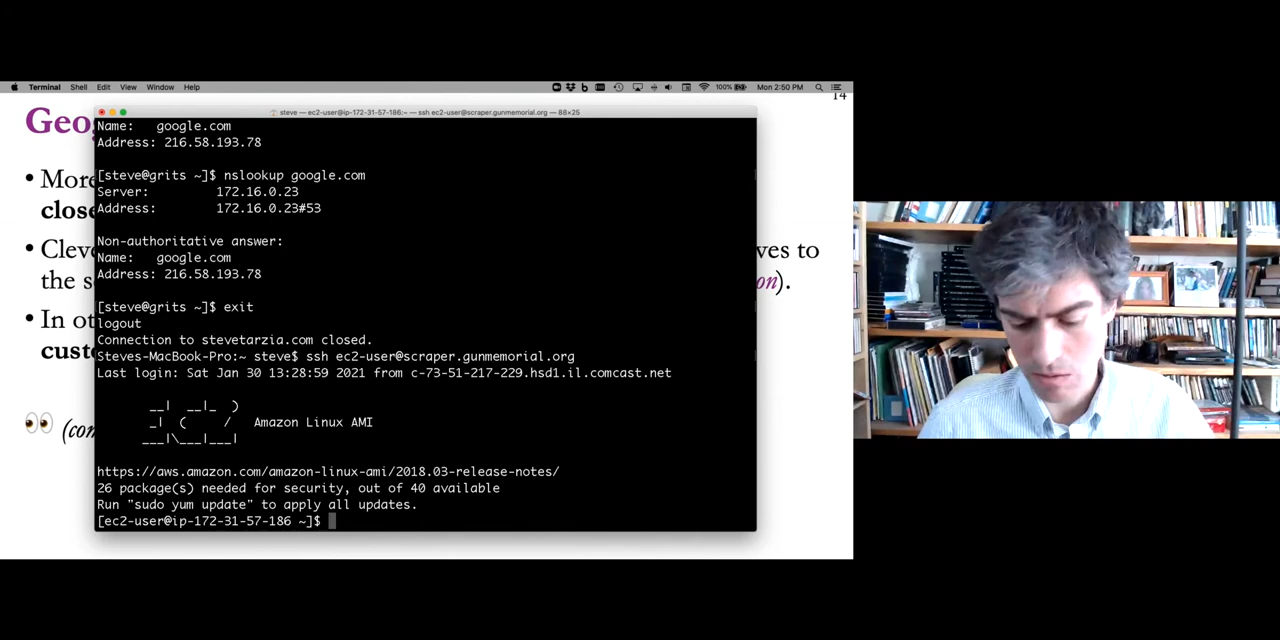 Terminal Shell Edit View Window Help 100% Mon 2:50 PM
14
steve — ec2-user@ip-172-31-57-186:~ — ssh ec2-user@scraper.gunmemorial.org — 88×25
Geo
• More
close
• Cleve
ves to
the s
on).
• In ot
custo
(con
Name:   google.com
Address: 216.58.193.78
[steve@grits ~]$ nslookup google.com
Server:         172.16.0.23
Address:        172.16.0.23#53
Non-authoritative answer:
Name:   google.com
Address: 216.58.193.78
[steve@grits ~]$ exit
logout
Connection to stevetarzia.com closed.
Steves-MacBook-Pro:~ steve$ ssh ec2-user@scraper.gunmemorial.org
Last login: Sat Jan 30 13:28:59 2021 from c-73-51-217-229.hsd1.il.comcast.net
__|  __|_  )
_|  (     /   Amazon Linux AMI
___|\___|___|
https://aws.amazon.com/amazon-linux-ami/2018.03-release-notes/
26 package(s) needed for security, out of 40 available
Run "sudo yum update" to apply all updates.
[ec2-user@ip-172-31-57-186 ~]$